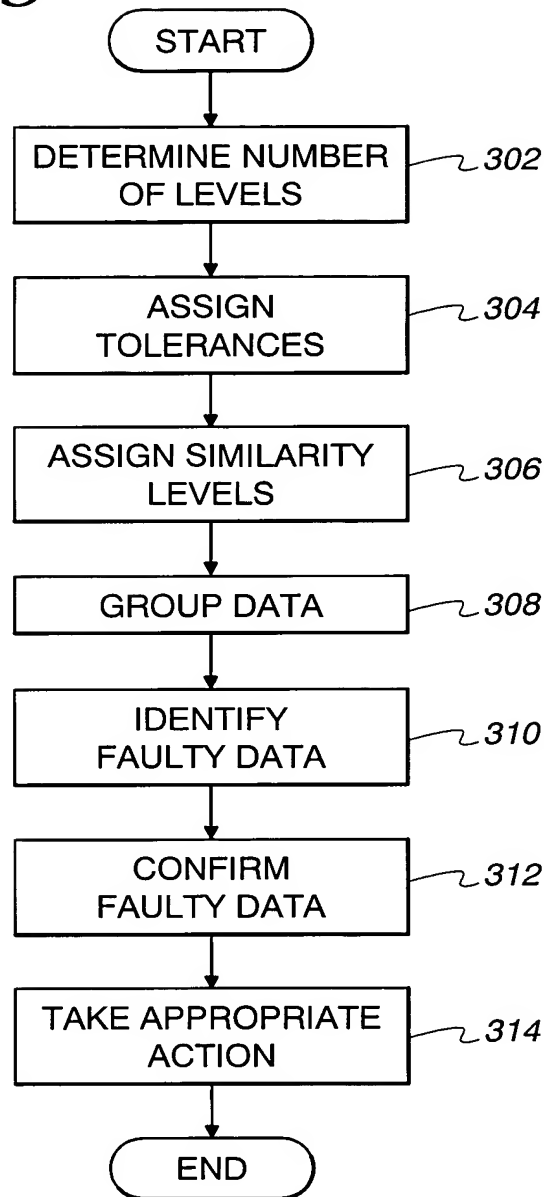 START
DETERMINE NUMBER
OF LEVELS
302
ASSIGN
TOLERANCES
304
ASSIGN SIMILARITY
LEVELS
306
GROUP DATA
308
IDENTIFY
FAULTY DATA
310
CONFIRM
FAULTY DATA
312
TAKE APPROPRIATE
ACTION
314
END